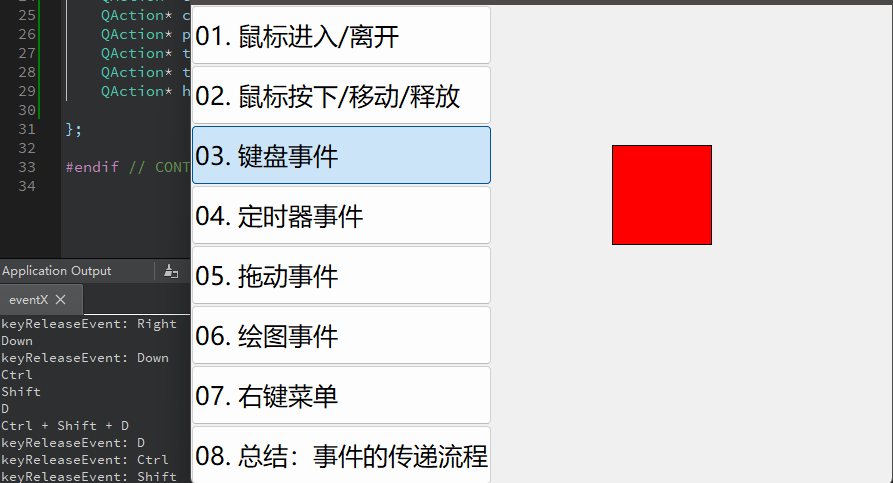 25 QAction* c
26 QAction* p
27 QAction* t
28 QAction* t
29 QAction* h
30
31 };
32
33 #endif // CONT
34
Application Output
eventX
keyReleaseEvent: Right
Down
keyReleaseEvent: Down
Ctrl
Shift
D
Ctrl + Shift + D
keyReleaseEvent: D
keyReleaseEvent: Ctrl
keyReleaseEvent: Shift
01. 鼠标进入/离开
02. 鼠标按下/移动/释放
03. 键盘事件
04. 定时器事件
05. 拖动事件
06. 绘图事件
07. 右键菜单
08. 总结：事件的传递流程